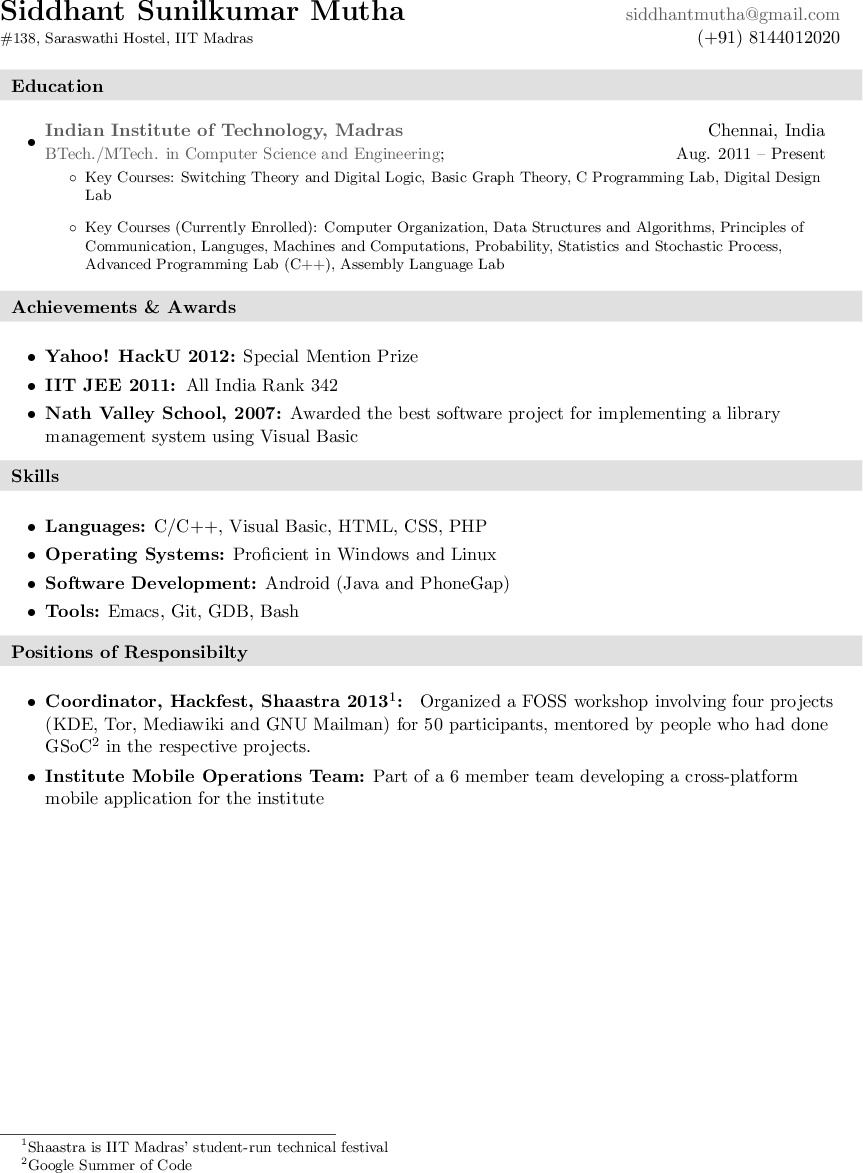 Siddhant Sunilkumar Mutha siddhantmutha@gmail.com
#138, Saraswathi Hostel, IIT Madras (+91) 8144012020
Education
• Indian Institute of Technology, Madras Chennai, India
BTech./MTech. in Computer Science and Engineering; Aug. 2011 – Present
◦ Key Courses: Switching Theory and Digital Logic, Basic Graph Theory, C Programming Lab, Digital Design
Lab
◦ Key Courses (Currently Enrolled): Computer Organization, Data Structures and Algorithms, Principles of
Communication, Languges, Machines and Computations, Probability, Statistics and Stochastic Process,
Advanced Programming Lab (C++), Assembly Language Lab
Achievements & Awards
• Yahoo! HackU 2012: Special Mention Prize
• IIT JEE 2011: All India Rank 342
• Nath Valley School, 2007: Awarded the best software project for implementing a library
management system using Visual Basic
Skills
• Languages: C/C++, Visual Basic, HTML, CSS, PHP
• Operating Systems: Proficient in Windows and Linux
• Software Development: Android (Java and PhoneGap)
• Tools: Emacs, Git, GDB, Bash
Positions of Responsibilty
• Coordinator, Hackfest, Shaastra 2013¹: Organized a FOSS workshop involving four projects
(KDE, Tor, Mediawiki and GNU Mailman) for 50 participants, mentored by people who had done
GSoC² in the respective projects.
• Institute Mobile Operations Team: Part of a 6 member team developing a cross-platform
mobile application for the institute
¹Shaastra is IIT Madras' student-run technical festival
²Google Summer of Code